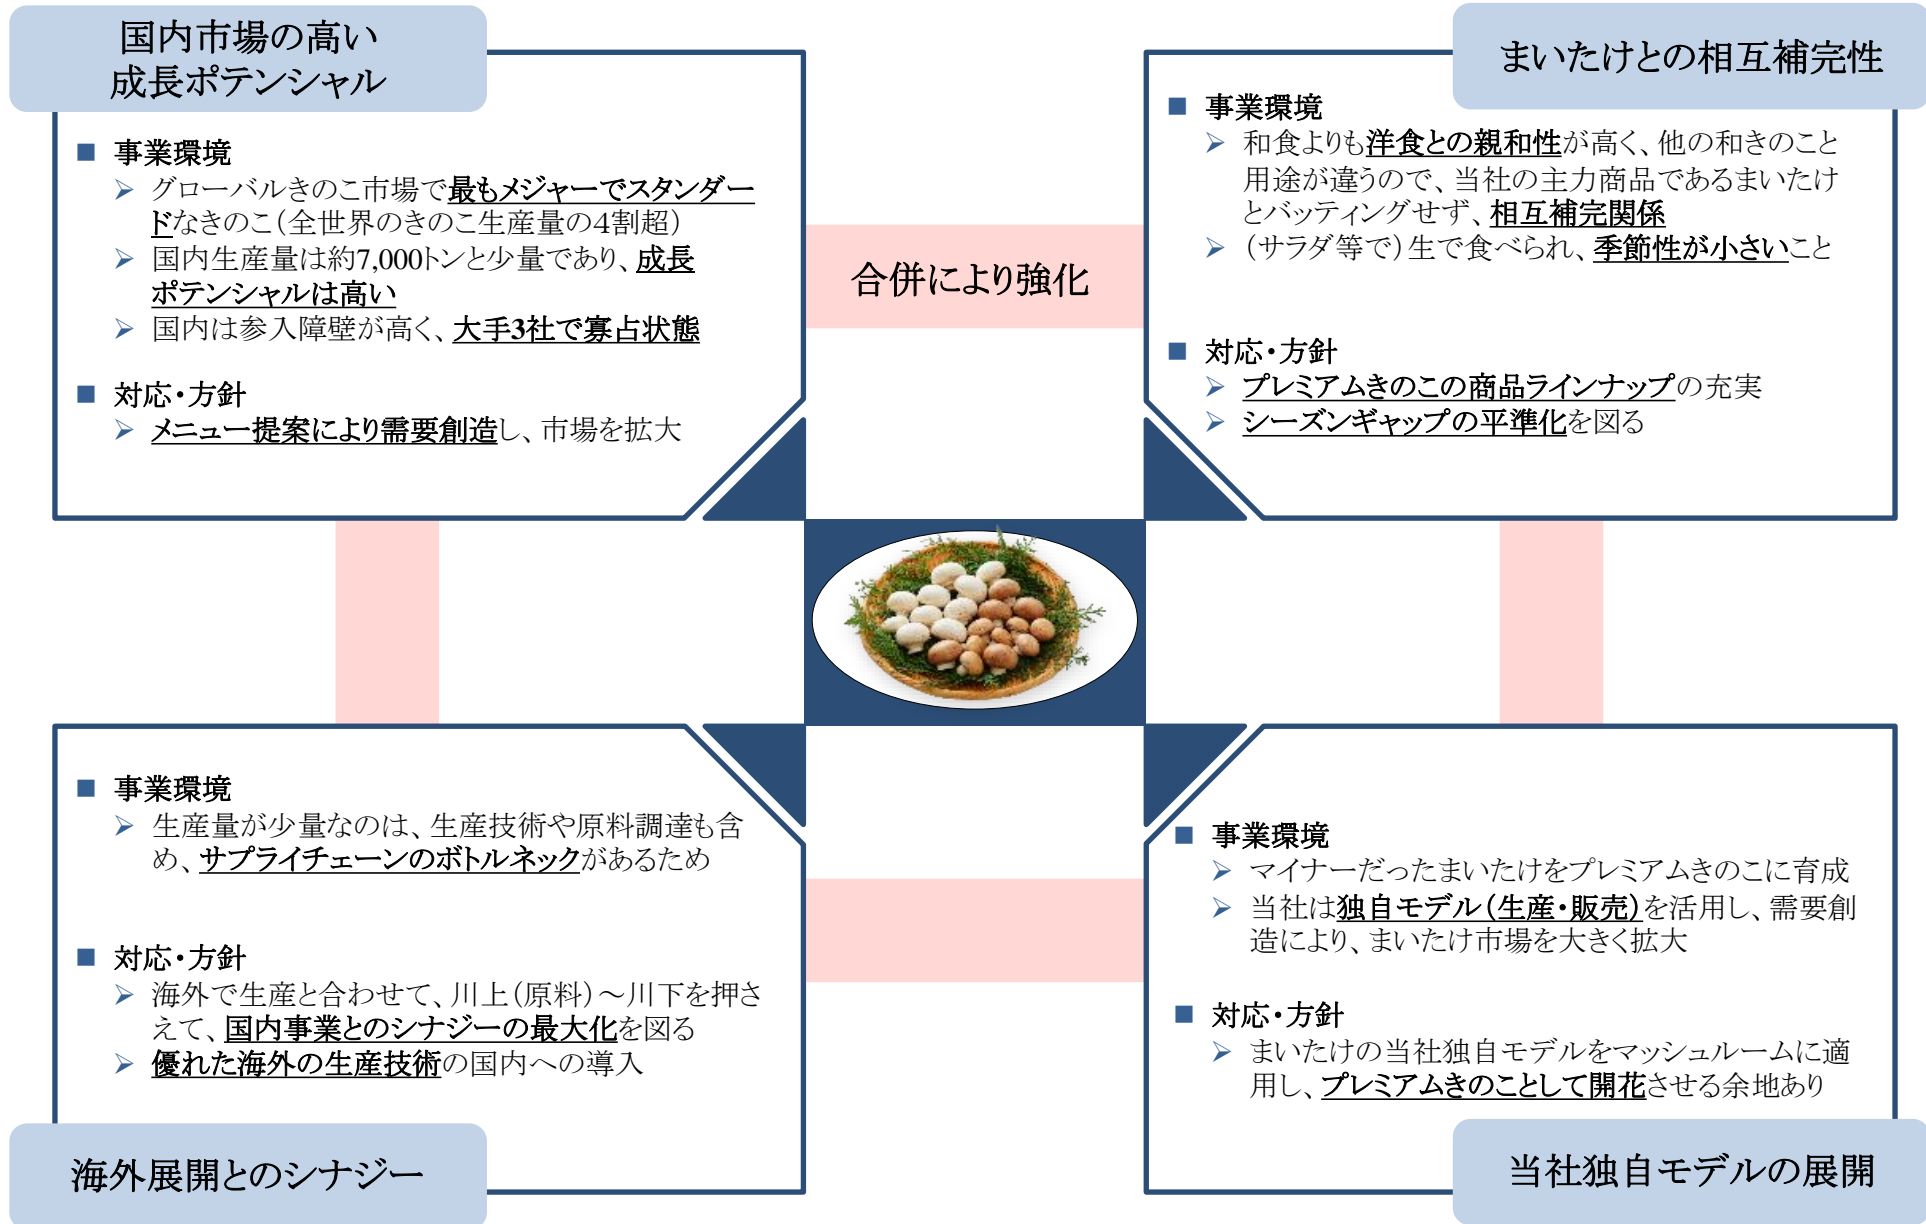 国内市場の高い
成長ポテンシャル
事業環境
グローバルきのこ市場で最もメジャーでスタンダー
ドなきのこ（全世界のきのこ生産量の４割超）
国内生産量は約7,000トンと少量であり、成長
ポテンシャルは高い
国内は参入障壁が高く、大手3社で寡占状態
対応・方針
メニュー提案により需要創造し、市場を拡大
合併により強化
まいたけとの相互補完性
事業環境
和食よりも洋食との親和性が高く、他の和きのこと
用途が違うので、当社の主力商品であるまいたけ
とバッティングせず、相互補完関係
（サラダ等で）生で食べられ、季節性が小さいこと
対応・方針
プレミアムきのこの商品ラインナップの充実
シーズンギャップの平準化を図る
事業環境
生産量が少量なのは、生産技術や原料調達も含
め、サプライチェーンのボトルネックがあるため
対応・方針
海外で生産と合わせて、川上（原料）～川下を押さ
えて、国内事業とのシナジーの最大化を図る
優れた海外の生産技術の国内への導入
海外展開とのシナジー
事業環境
マイナーだったまいたけをプレミアムきのこに育成
当社は独自モデル（生産・販売）を活用し、需要創
造により、まいたけ市場を大きく拡大
対応・方針
まいたけの当社独自モデルをマッシュルームに適
用し、プレミアムきのことして開花させる余地あり
当社独自モデルの展開